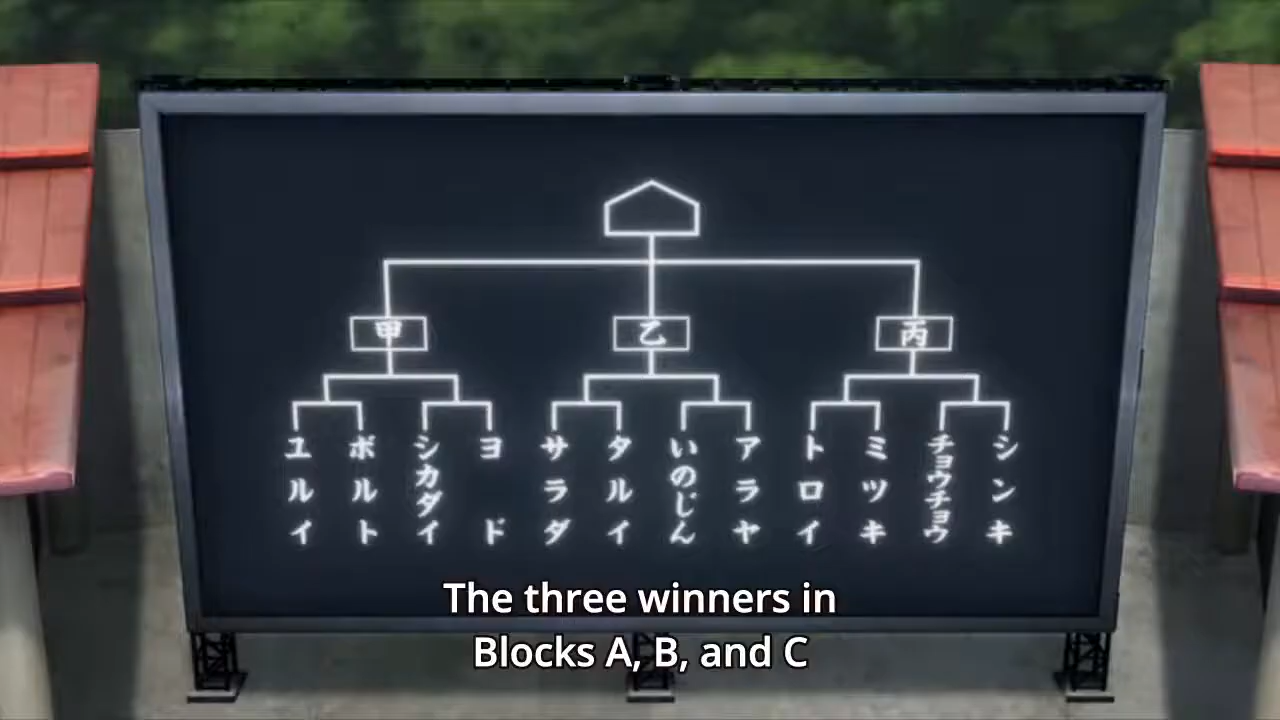 甲
乙
丙
ユルイ
ボルト
シカダイ
ヨド
サラダ
タルイ
いのじん
アラヤ
トロイ
ミツキ
チョウチョウ
シンキ
The three winners in
Blocks A, B, and C